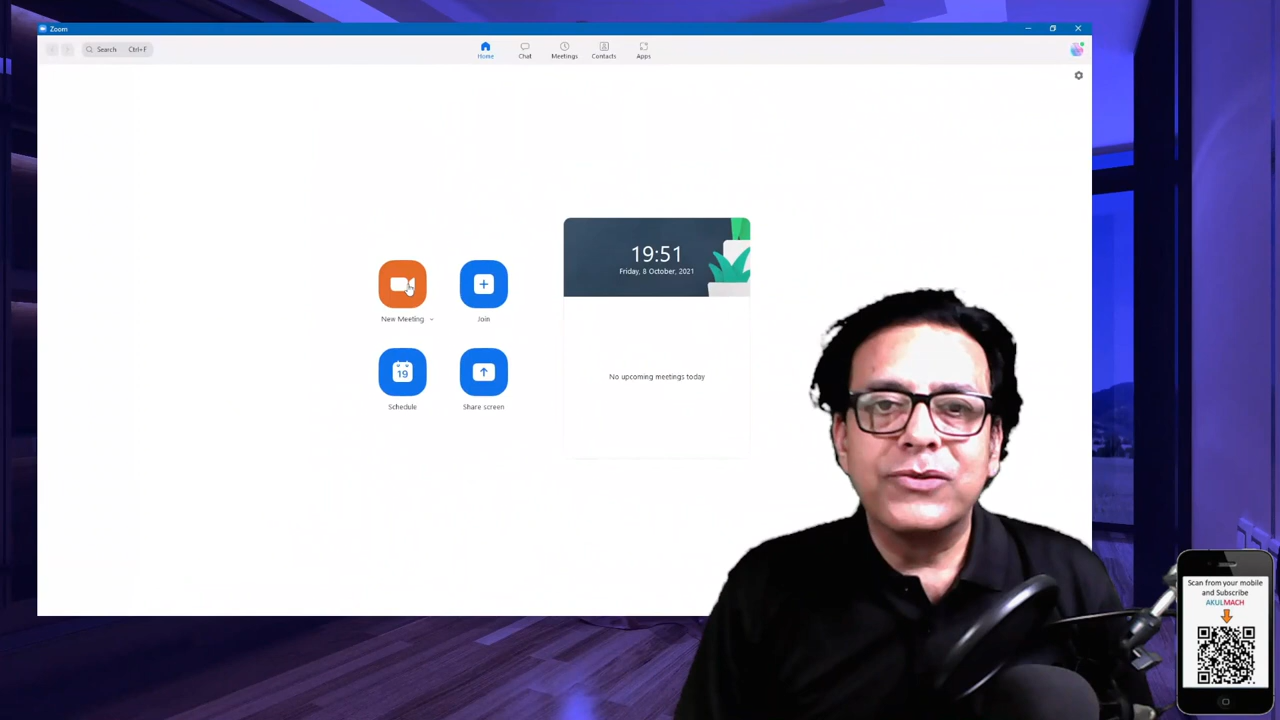 Zoom
Search Ctrl+F
Home
Chat
Meetings
Contacts
Apps
19:51
Friday, 8 October, 2021
New Meeting
Join
19
No upcoming meetings today
Schedule
Share screen
Scan from your mobile
and Subscribe
AKULMACH